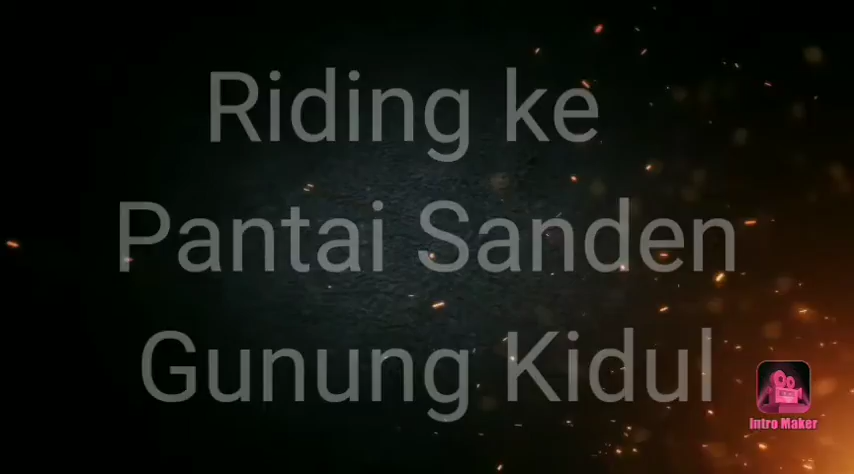 Riding ke
Pantai Sanden
Gunung Kidul
Intro Maker